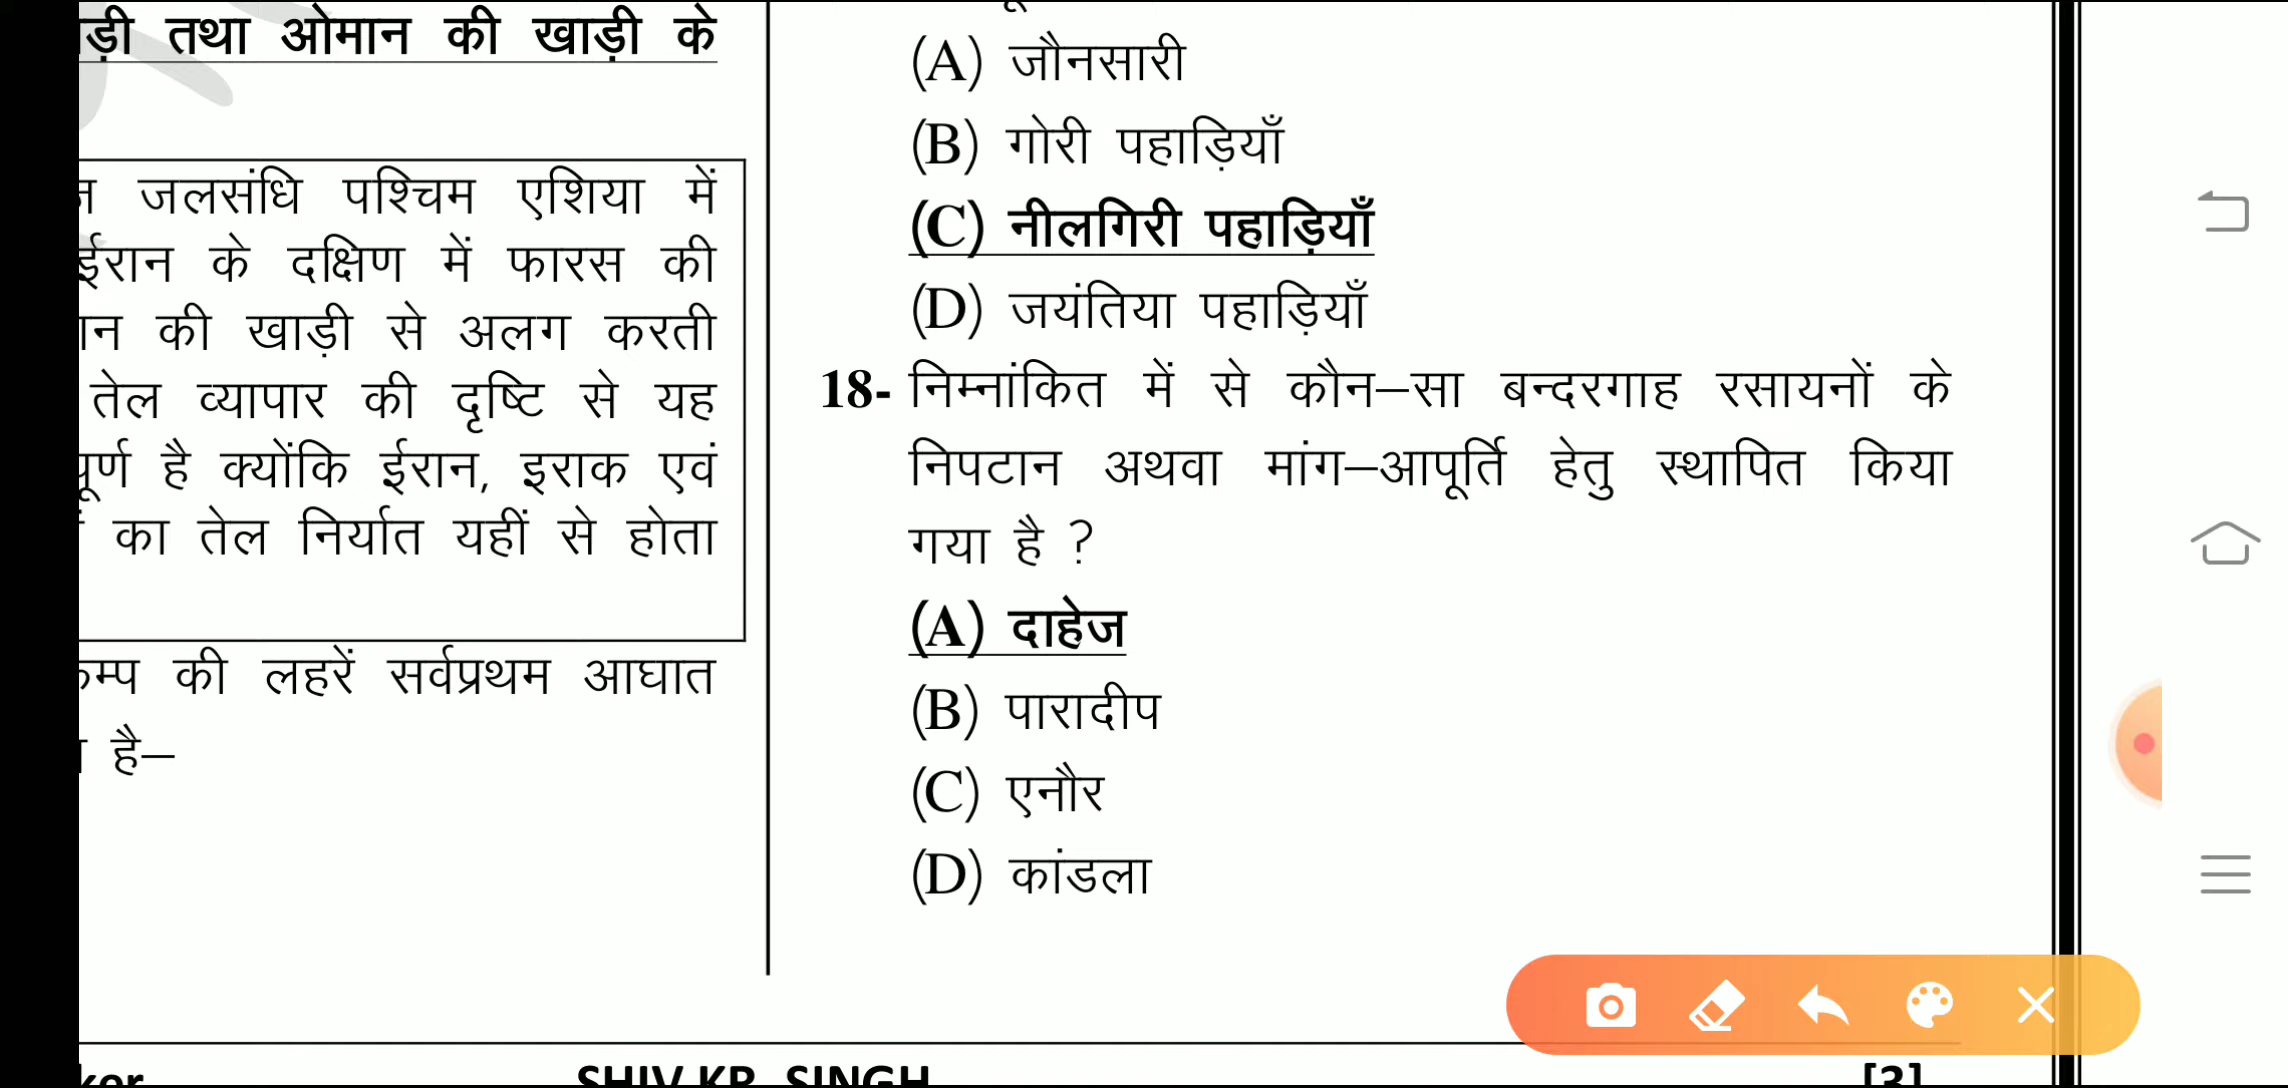 ड़ी तथा ओमान की खाड़ी के
जलसंधि पश्चिम एशिया में
ईरान के दक्षिण में फारस की
की खाड़ी से अलग करती
तेल व्यापार की दृष्टि से यह
है क्योंकि ईरान, इराक एवं
का तेल निर्यात यहीं से होता
की लहरें सर्वप्रथम आघात
है—
(A) जौनसारी
(B) गोरी पहाड़ियाँ
(C) नीलगिरी पहाड़ियाँ
(D) जयंतिया पहाड़ियाँ
18- निम्नांकित में से कौन—सा बन्दरगाह रसायनों के
निपटान अथवा मांग—आपूर्ति हेतु स्थापित किया
गया है ?
(A) दाहेज
(B) पारादीप
(C) एनौर
(D) कांडला
SHIV KR. SINGH
[3]